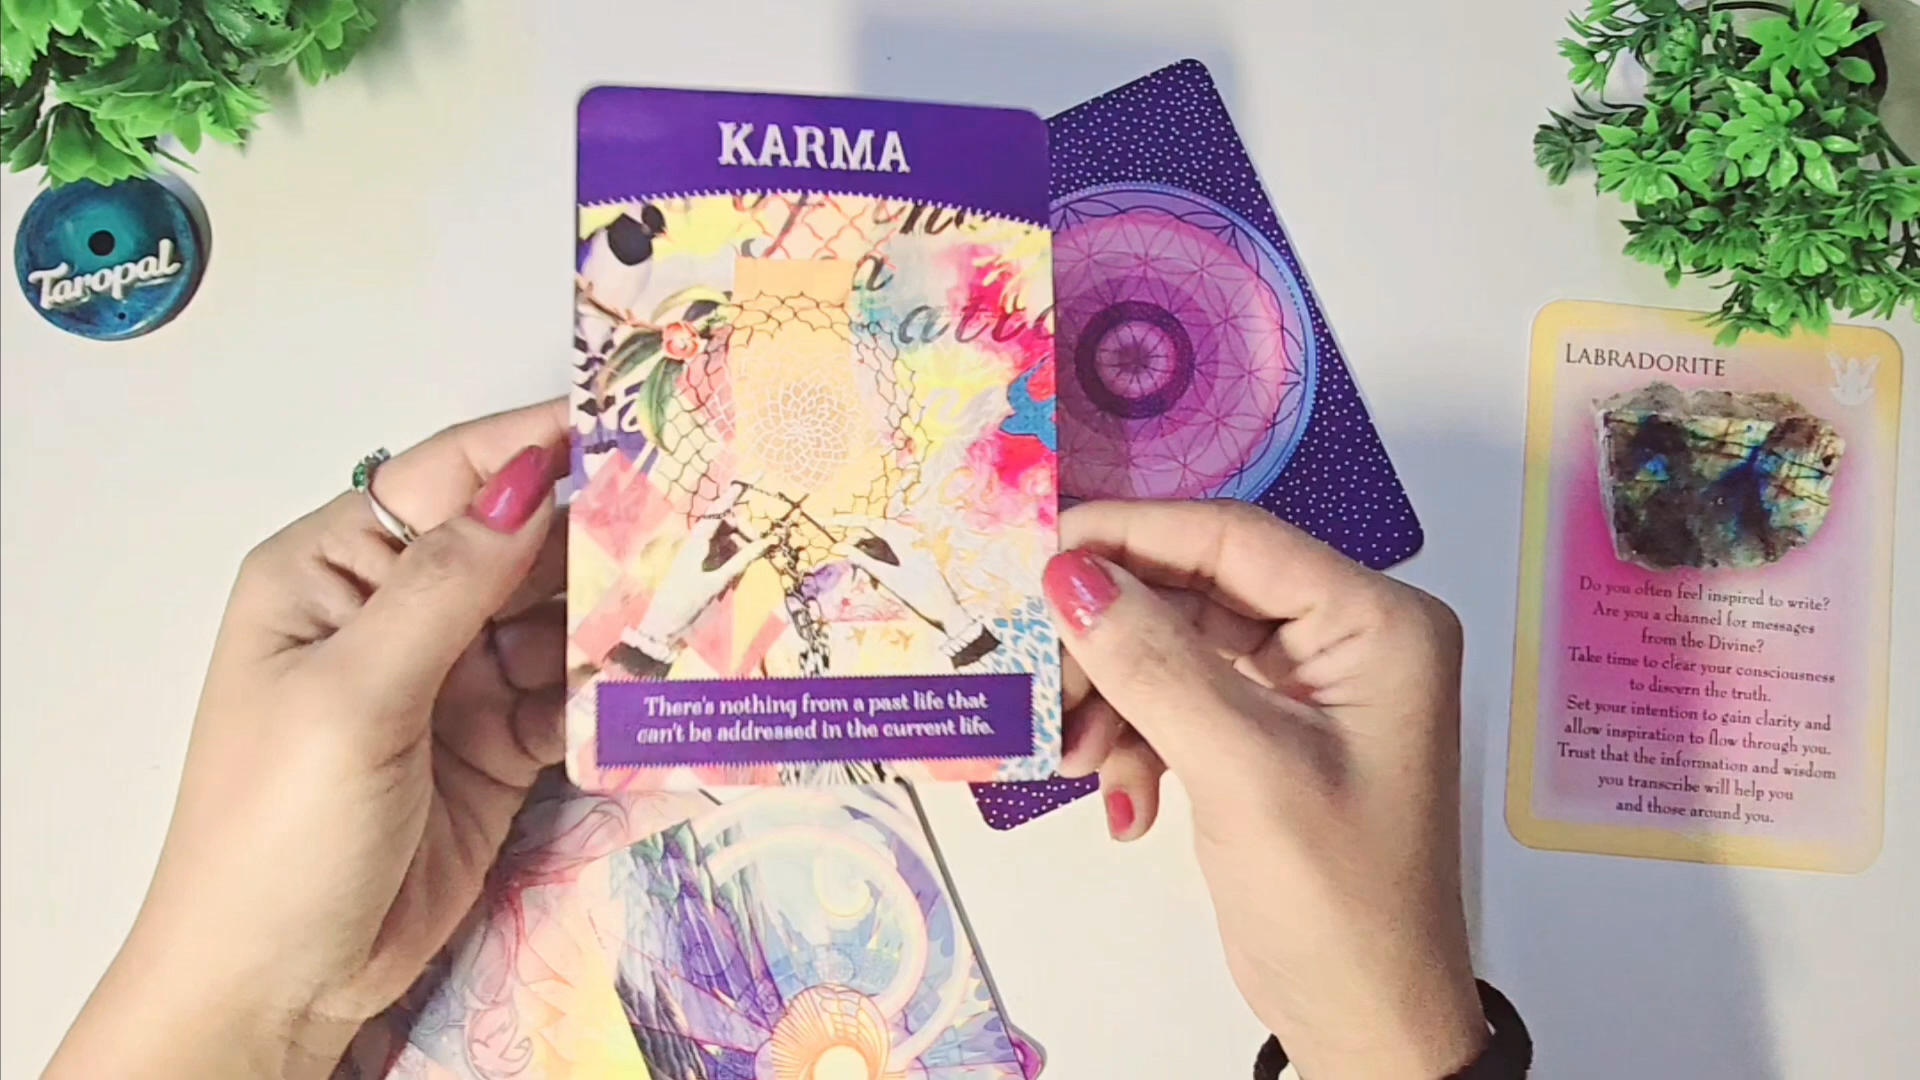 KARMA
There's nothing from a past life that
can't be addressed in the current life.
Taropal
LABRADORITE
Do you often feel inspired to write?
Are you a channel for messages
from the Divine?
Take time to clear your consciousness
to discern the truth.
Set your intention to gain clarity and
allow inspiration to flow through you.
Trust that the information and wisdom
you transcribe will help you
and those around you.